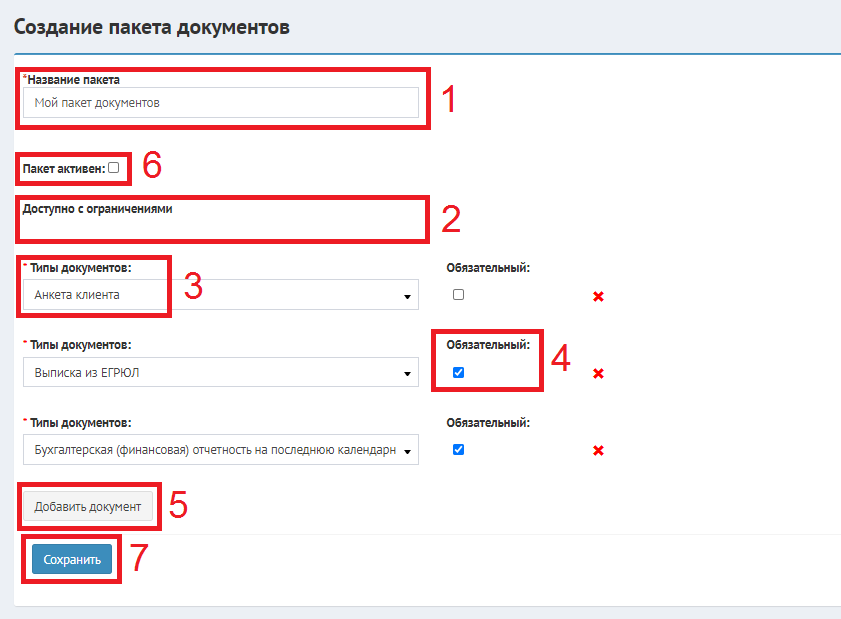 Создание пакета документов
*Название пакета
Мой пакет документов
1
Пакет активен:
6
Доступно с ограничениями
2
* Типы документов:
Обязательный:
Анкета клиента
3
* Типы документов:
Обязательный:
4
Выписка из ЕГРЮЛ
* Типы документов:
Обязательный:
Бухгалтерская (финансовая) отчетность на последнюю календарн
Добавить документ
5
Сохранить
7